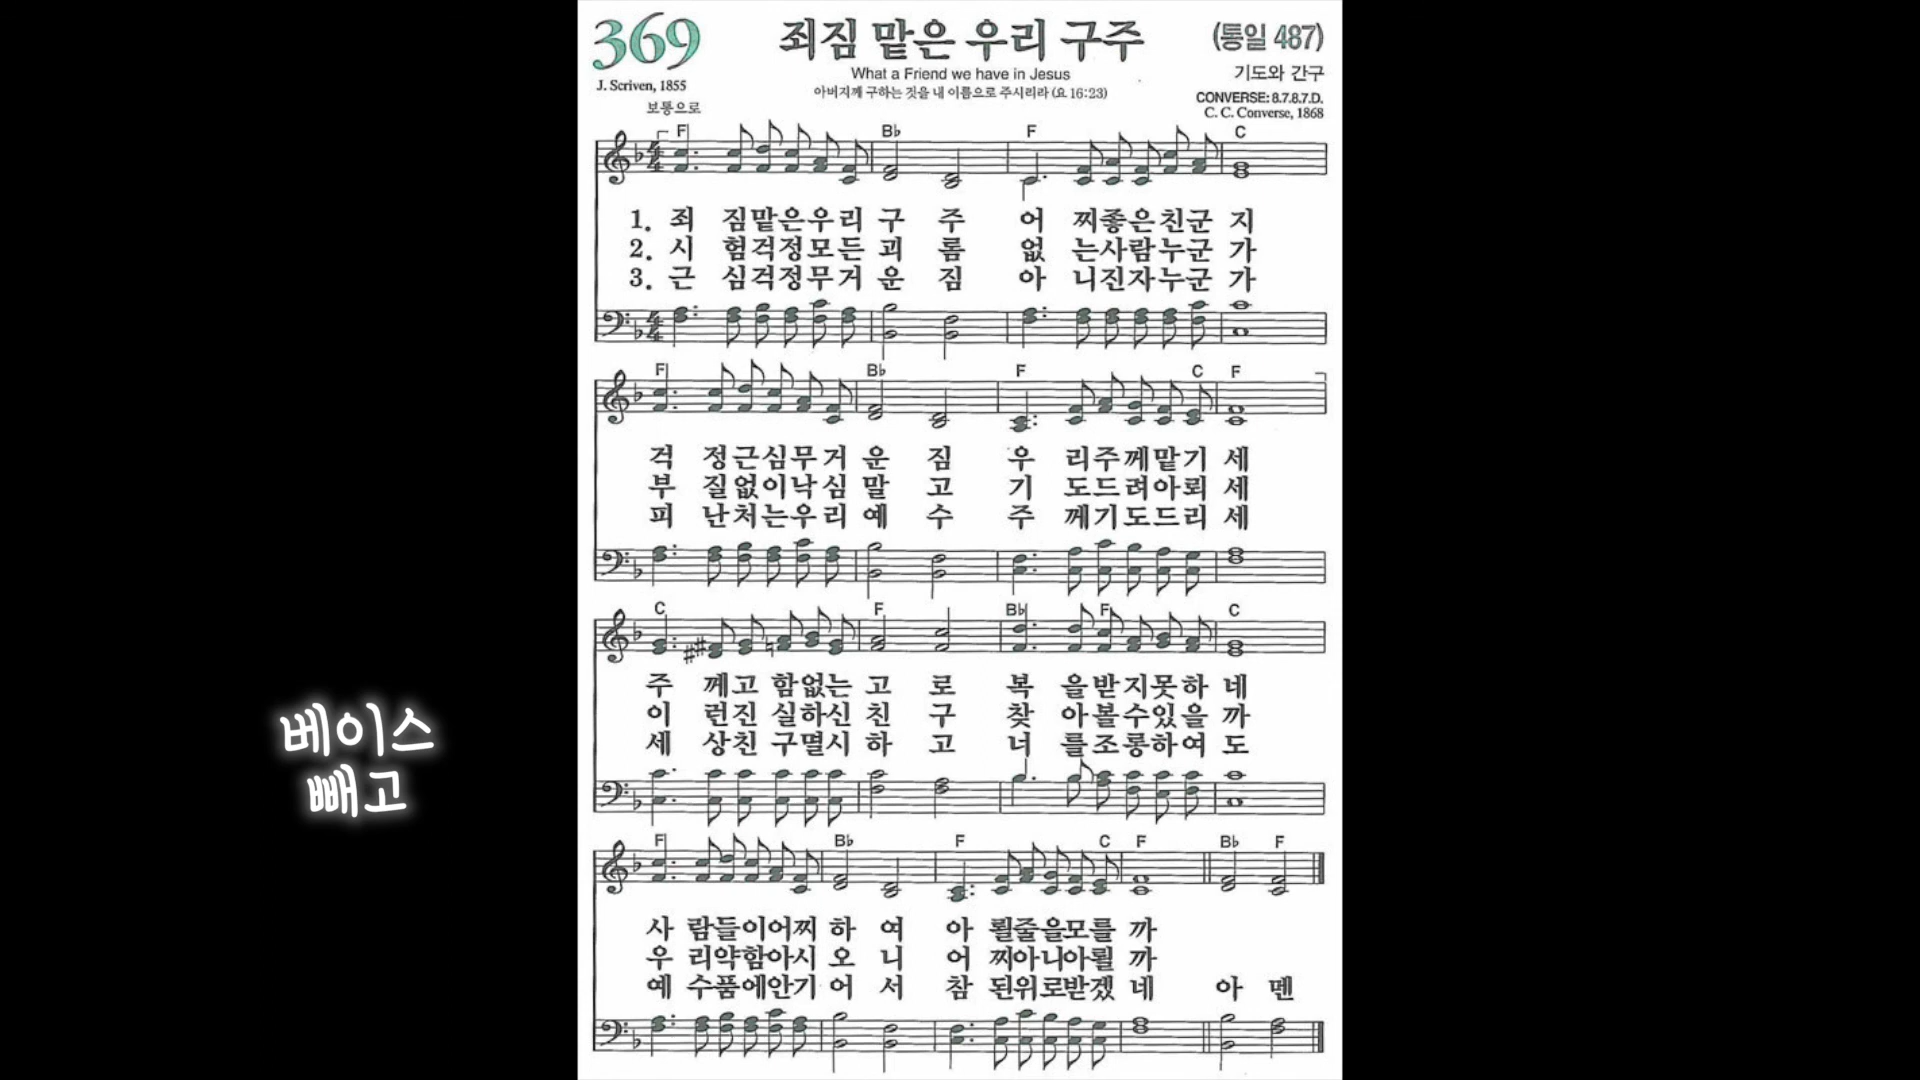 369
죄짐 맡은 우리 구주
(통일 487)
What a Friend we have in Jesus
기도와 간구
J. Scriven, 1855
아버지께 구하는 것을 내 이름으로 주시리라 (요 16:23)
CONVERSE: 8.7.8.7.D.
보통으로
C. C. Converse, 1868
F B♭ F C
1. 죄 짐맡은우리 구 주 어 찌좋은친군 지
2. 시 험걱정모든 괴 롬 없 는사람누군 가
3. 근 심걱정무거 운 짐 아 니진자누군 가
F B♭ F C F
걱 정근심무거 운 짐 우 리주께맡기 세
부 질없이낙심 말 고 기 도드려아뢰 세
피 난처는우리 예 수 주 께기도드리 세
C F B♭ F C
주 께고 함없는 고 로 복 을받지못하 네
이 런진 실하신 친 구 찾 아볼수있을 까
세 상친 구멸시 하 고 너 를조롱하여 도
베이스
빼고
F B♭ F C F B♭ F
사 람들이어찌 하 여 아 뢸줄을모를 까
우 리약함아시 오 니 어 찌아니아뢸 까
예 수품에안기 어 서 참 된위로받겠 네 아 멘